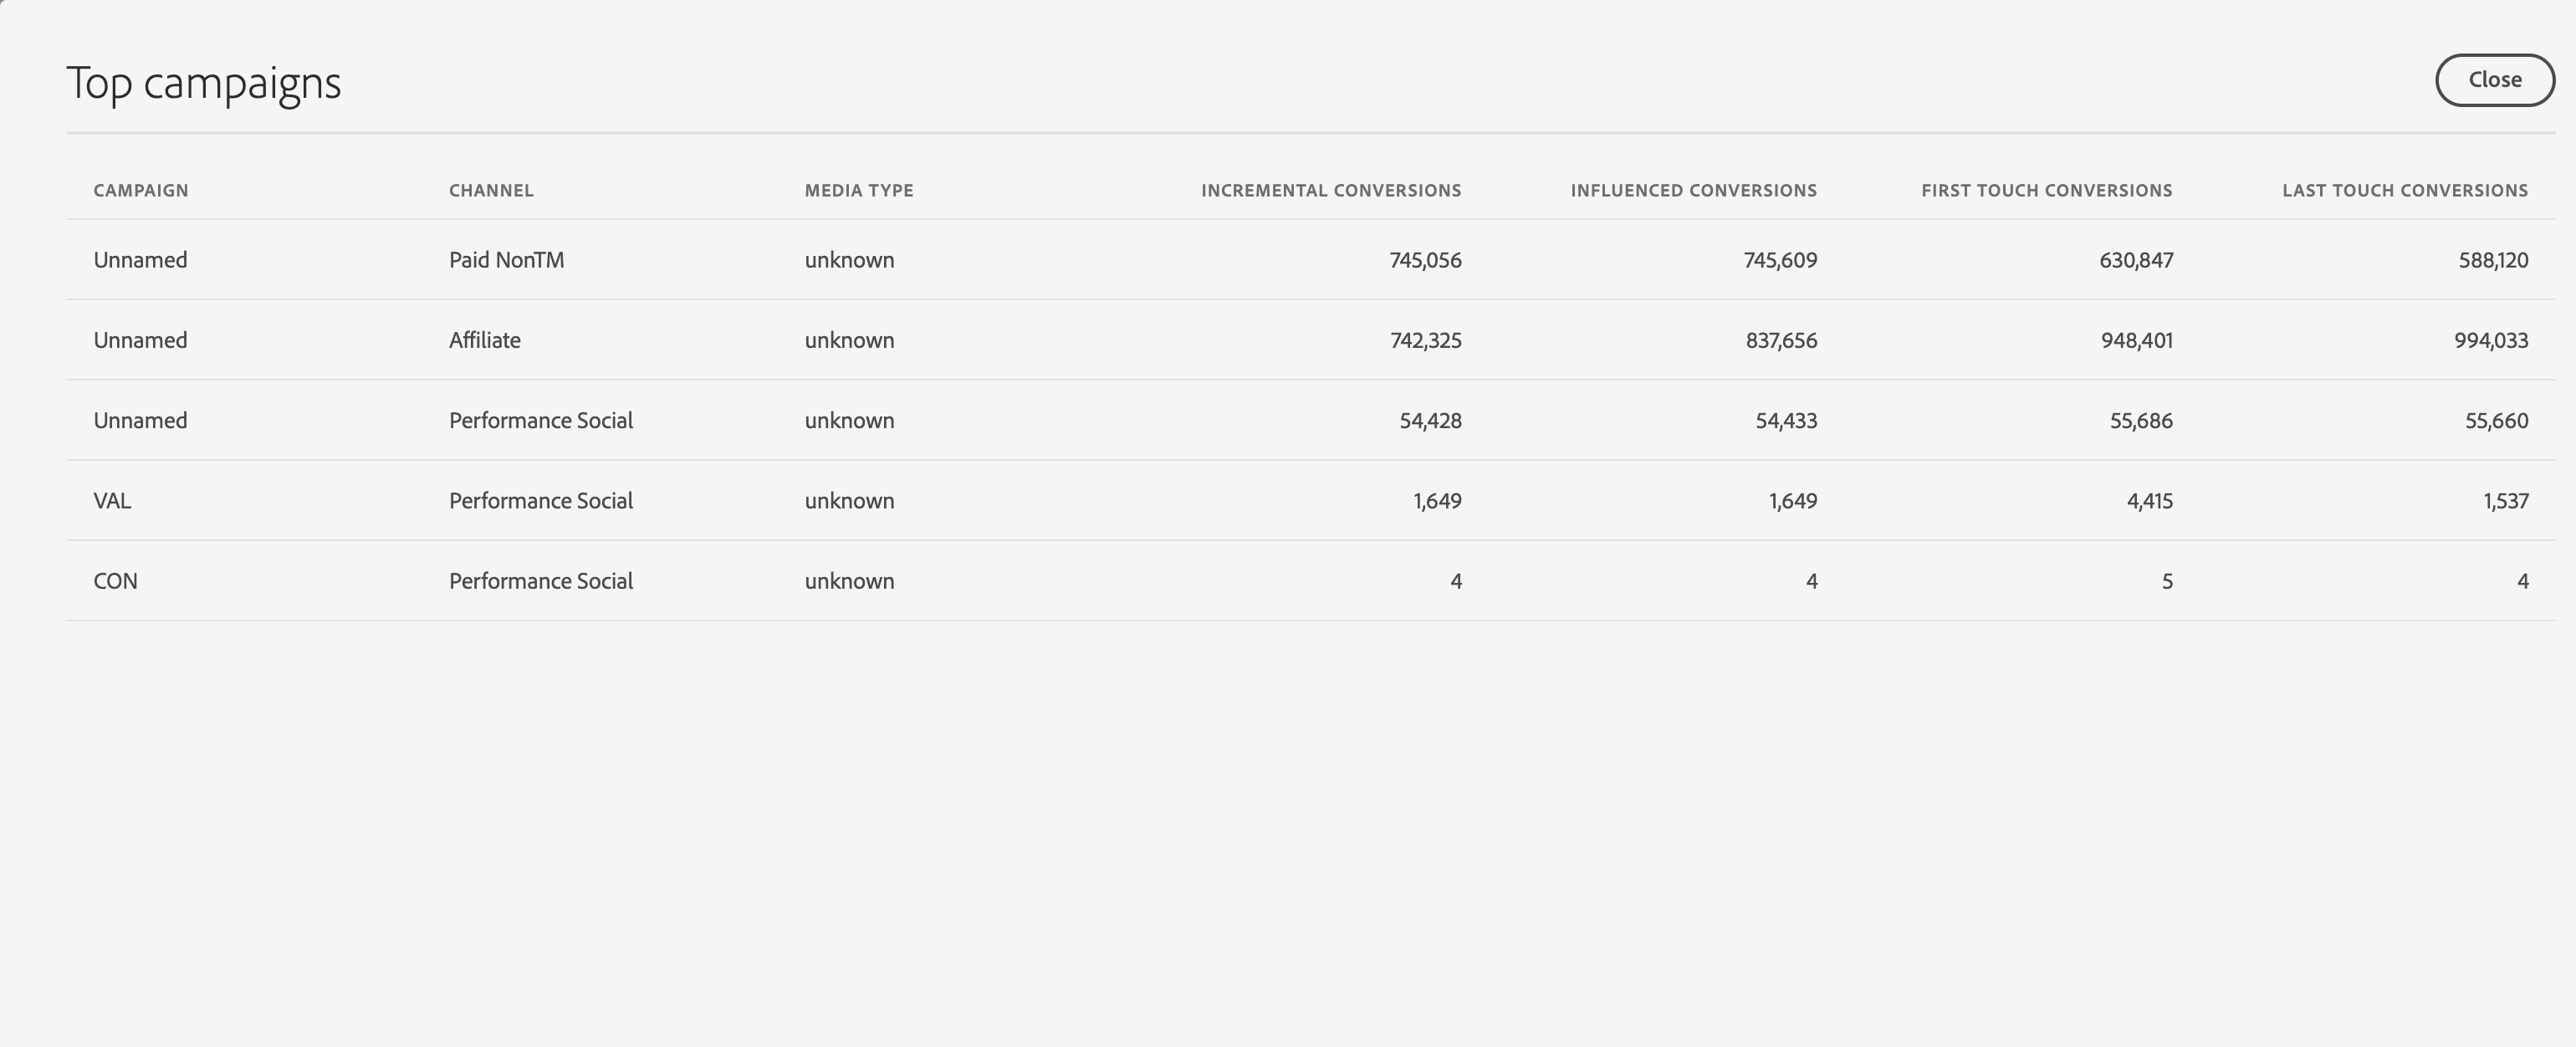 Top campaigns
Close
CAMPAIGN CHANNEL MEDIA TYPE INCREMENTAL CONVERSIONS INFLUENCED CONVERSIONS FIRST TOUCH CONVERSIONS LAST TOUCH CONVERSIONS
Unnamed Paid NonTM unknown 745,056 745,609 630,847 588,120
Unnamed Affiliate unknown 742,325 837,656 948,401 994,033
Unnamed Performance Social unknown 54,428 54,433 55,686 55,660
VAL Performance Social unknown 1,649 1,649 4,415 1,537
CON Performance Social unknown 4 4 5 4